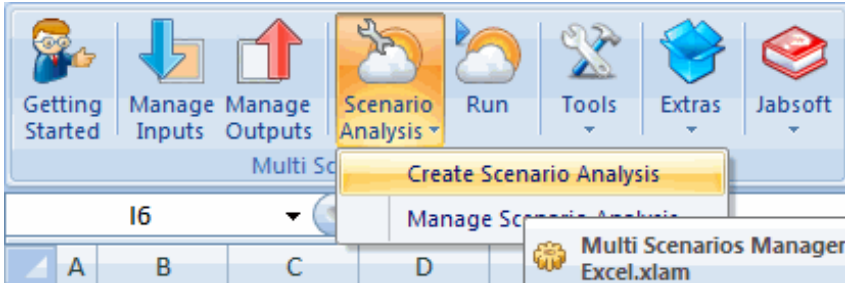 Getting Started
Manage Inputs
Manage Outputs
Scenario Analysis
Run
Tools
Extras
Jabsoft
Multi
Create Scenario Analysis
I6
Manage Scenario Analysis
Multi Scenarios Manager
Excel.xlam
A B C D